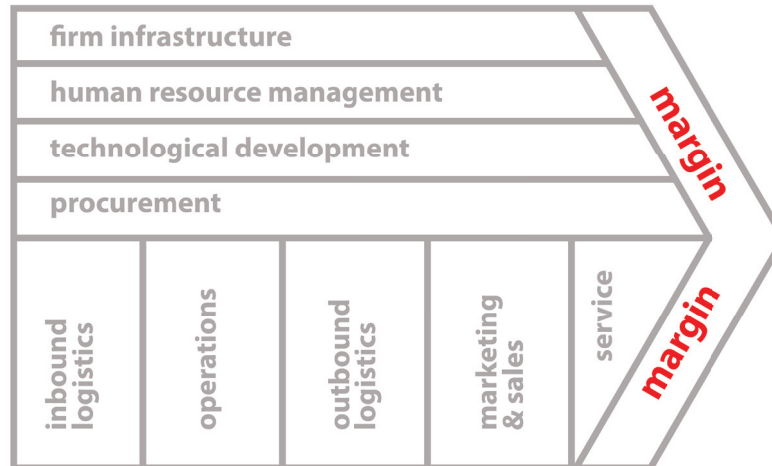 firm infrastructure
human resource management
technological development
procurement
margin
inbound
logistics
operations
outbound
logistics
marketing
& sales
service
margin